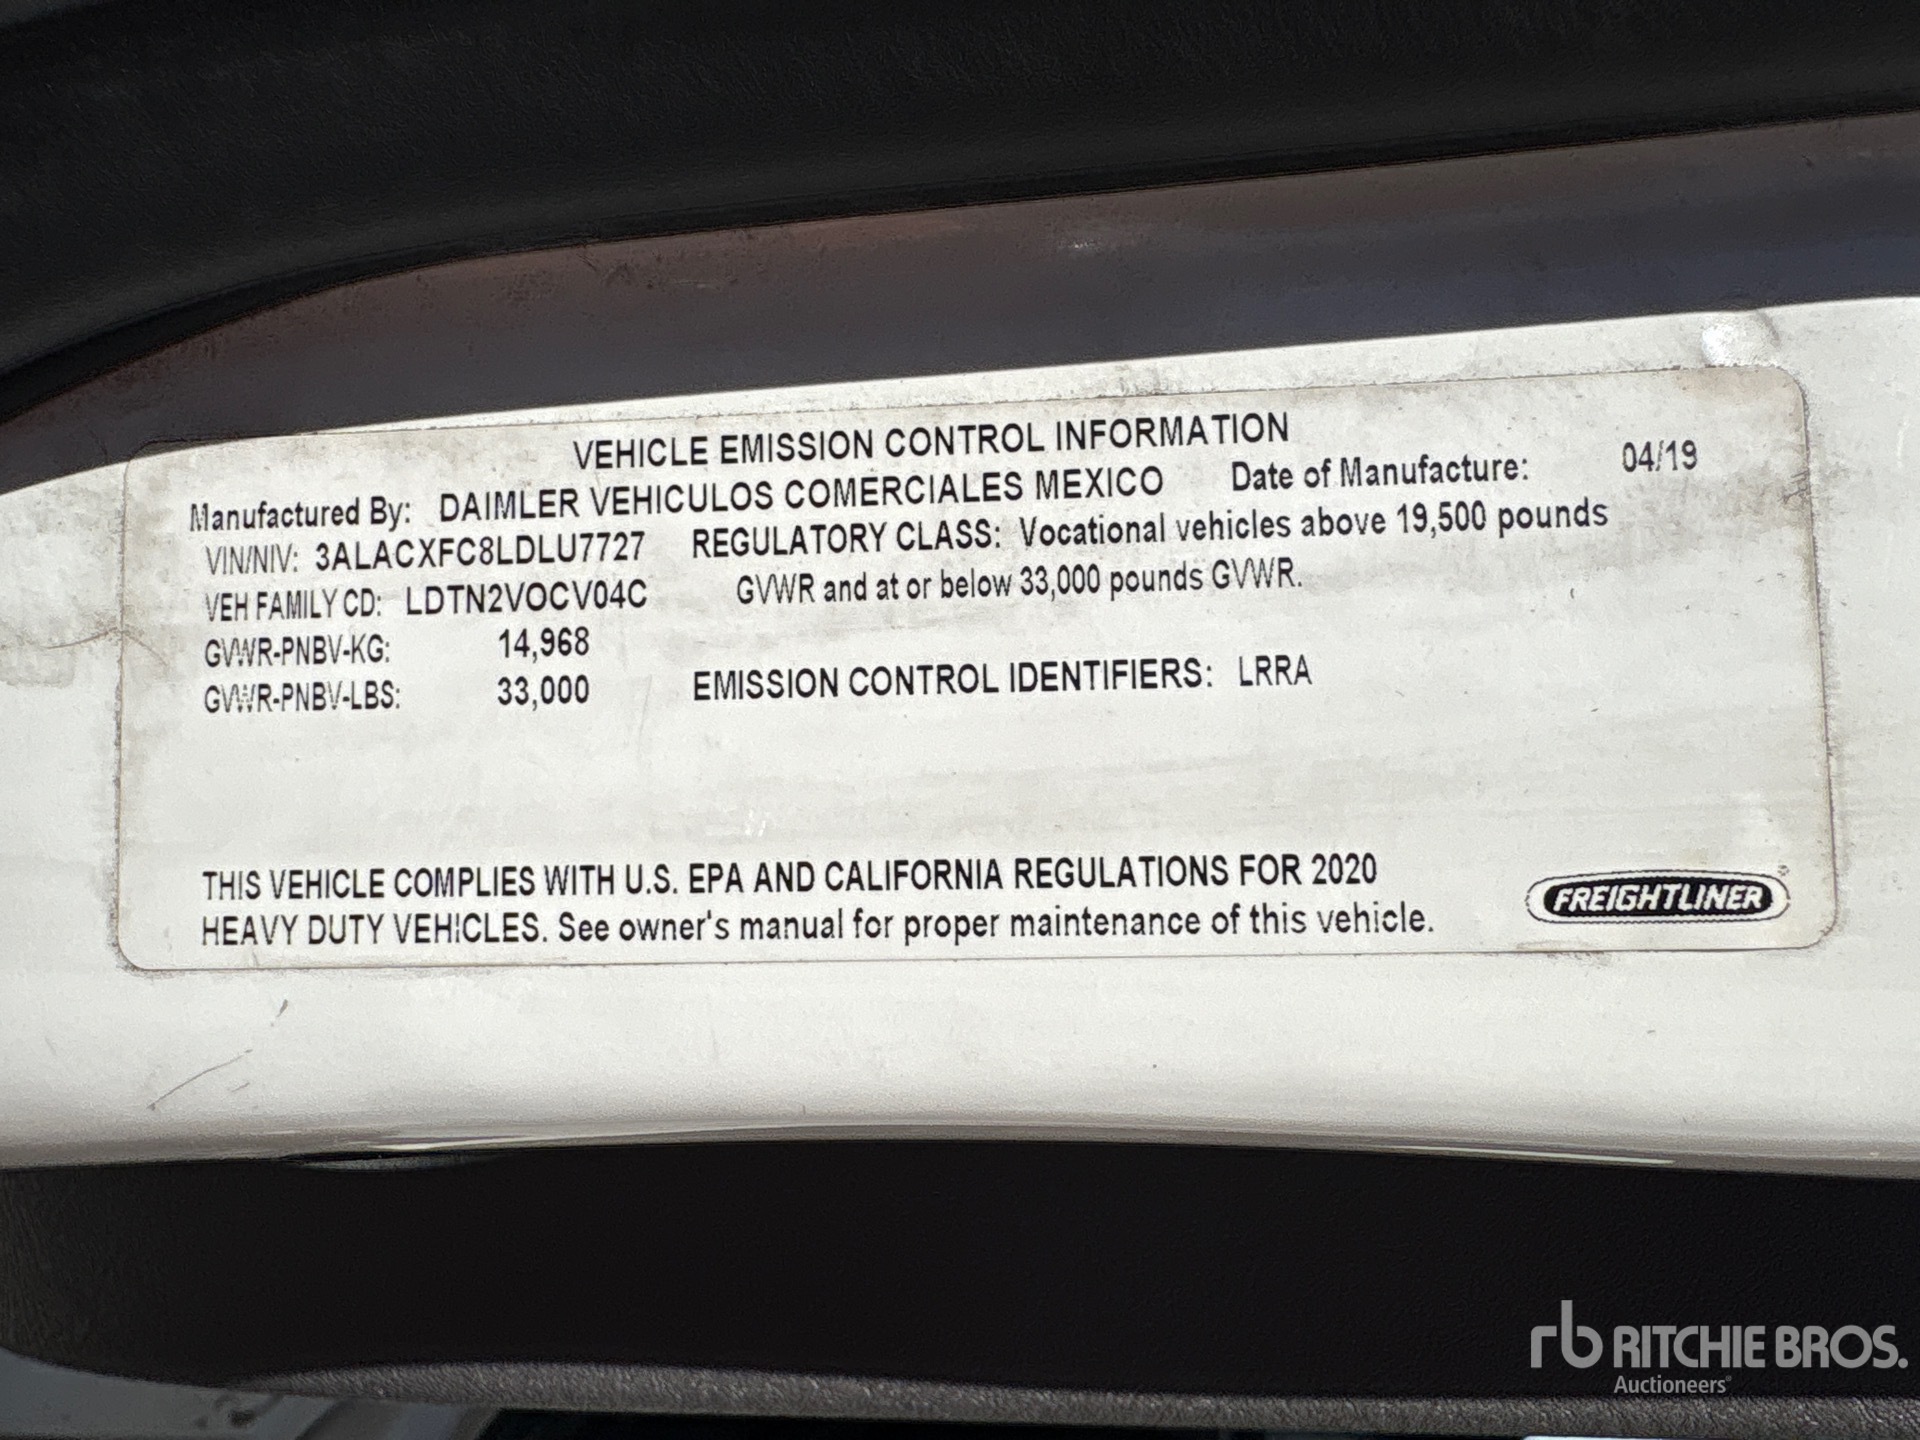 VEHICLE EMISSION CONTROL INFORMATION
Manufactured By: DAIMLER VEHICULOS COMERCIALES MEXICO Date of Manufacture: 04/19
VIN/NIV: 3ALACXFC8LDLU7727 REGULATORY CLASS: Vocational vehicles above 19,500 pounds
VEH FAMILY CD: LDTN2VOCV04C GVWR and at or below 33,000 pounds GVWR.
GVWR-PNBV-KG: 14,968
GVWR-PNBV-LBS: 33,000 EMISSION CONTROL IDENTIFIERS: LRRA
THIS VEHICLE COMPLIES WITH U.S. EPA AND CALIFORNIA REGULATIONS FOR 2020
HEAVY DUTY VEHICLES. See owner's manual for proper maintenance of this vehicle.
FREIGHTLINER®
rb RITCHIE BROS.
Auctioneers®